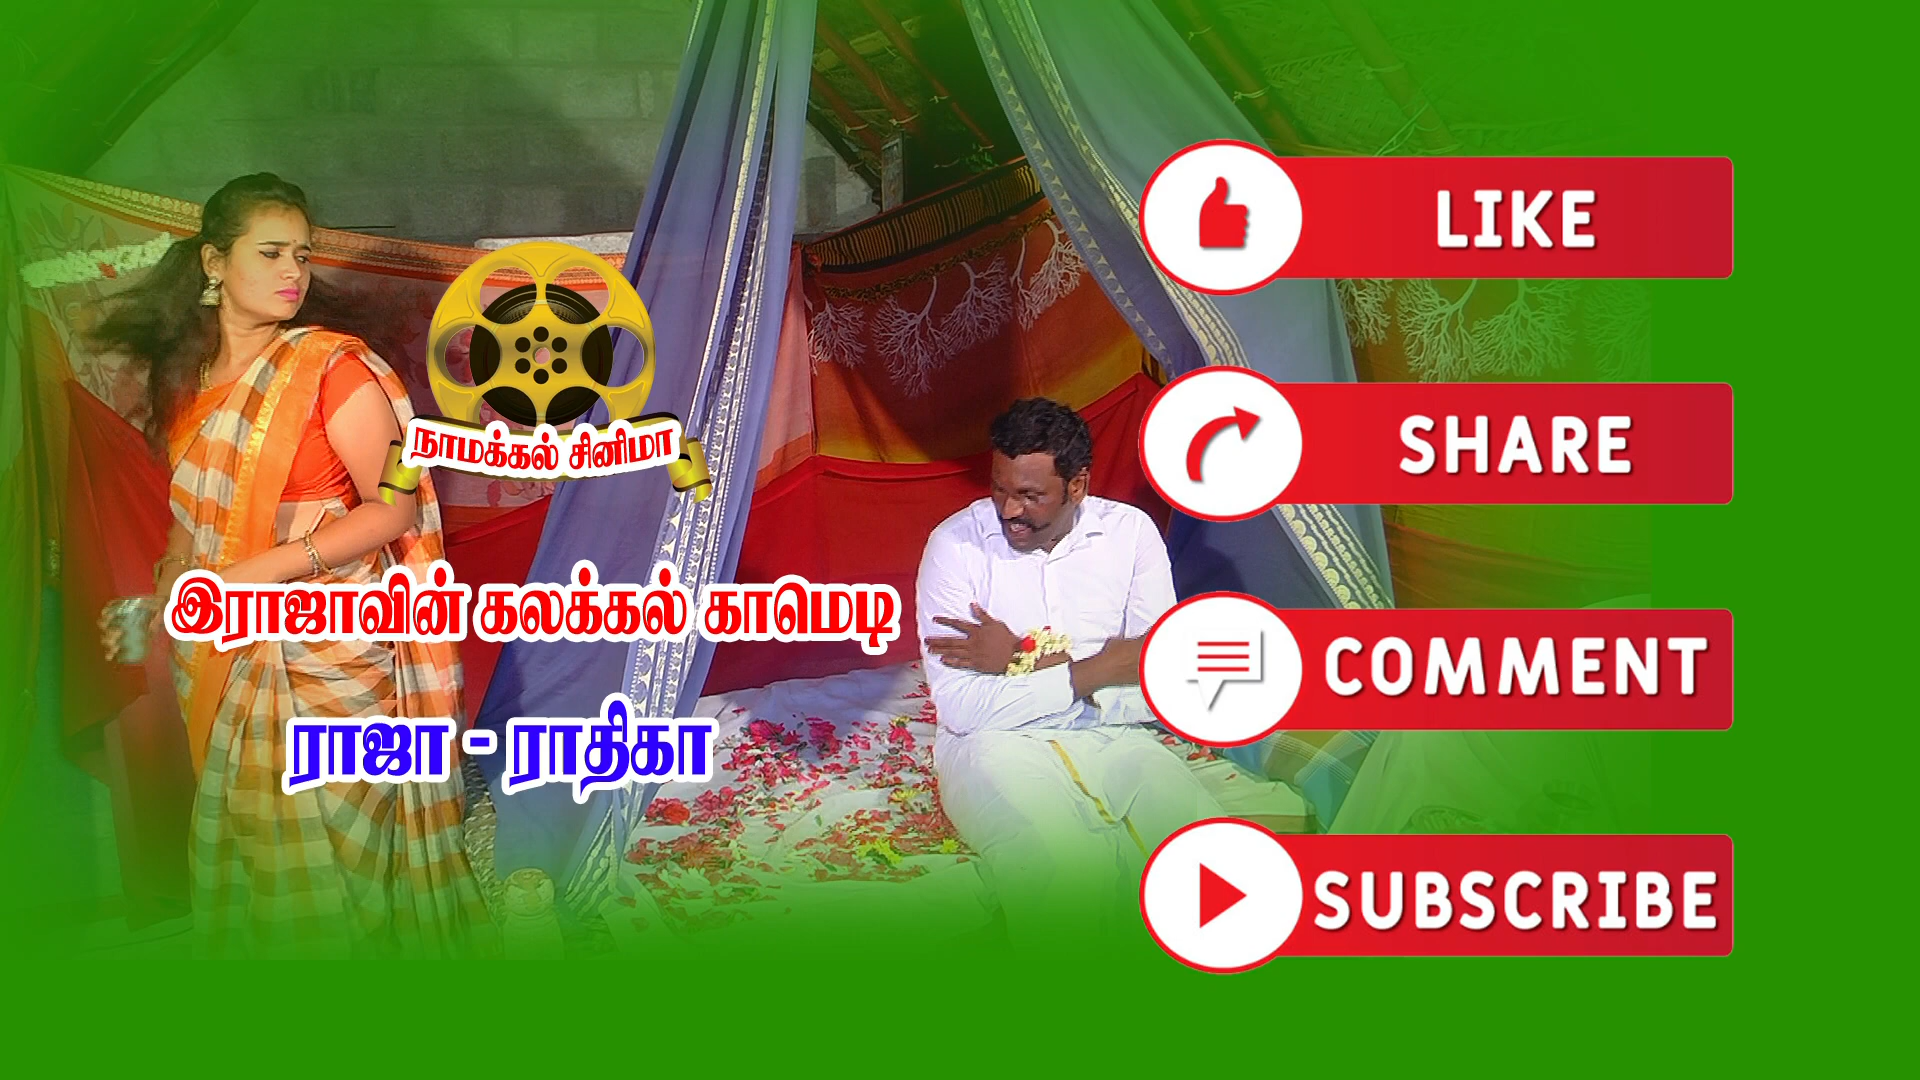 நாமக்கல் சினிமா
இராஜாவின் கலக்கல் காமெடி
ராஜா - ராதிகா
LIKE
SHARE
COMMENT
SUBSCRIBE